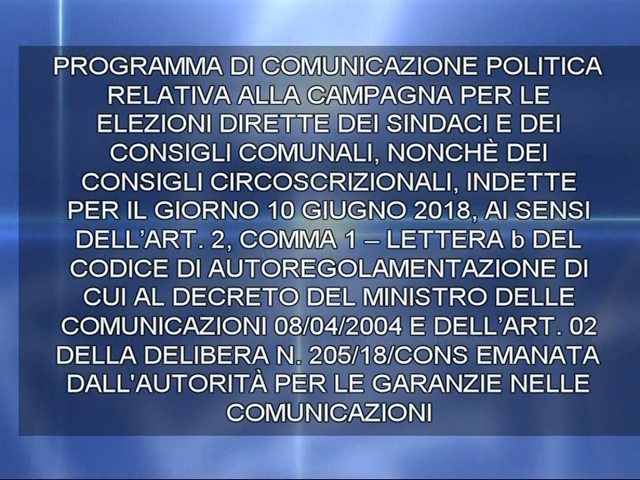 PROGRAMMA DI COMUNICAZIONE POLITICA
RELATIVA ALLA CAMPAGNA PER LE
ELEZIONI DIRETTE DEI SINDACI E DEI
CONSIGLI COMUNALI, NONCHÈ DEI
CONSIGLI CIRCOSCRIZIONALI, INDETTE
PER IL GIORNO 10 GIUGNO 2018, AI SENSI
DELL’ART. 2, COMMA 1 – LETTERA b DEL
CODICE DI AUTOREGOLAMENTAZIONE DI
CUI AL DECRETO DEL MINISTRO DELLE
COMUNICAZIONI 08/04/2004 E DELL’ART. 02
DELLA DELIBERA N. 205/18/CONS EMANATA
DALL'AUTORITÀ PER LE GARANZIE NELLE
COMUNICAZIONI